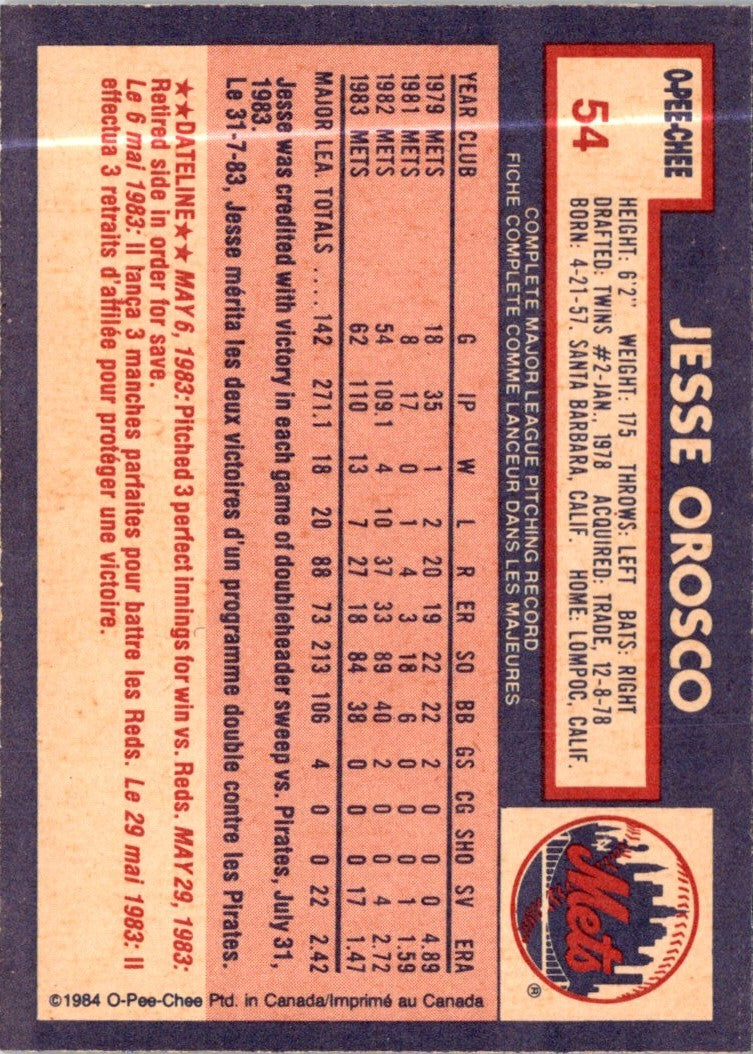 O-PEE-CHEE
54
JESSE OROSCO
HEIGHT: 6'2" WEIGHT: 175 THROWS: LEFT BATS: RIGHT
DRAFTED: TWINS #2-JAN., 1978 ACQUIRED: TRADE, 12-8-78
BORN: 4-21-57, SANTA BARBARA, CALIF. HOME: LOMPOC, CALIF.
Mets
®
COMPLETE MAJOR LEAGUE PITCHING RECORD
FICHE COMPLETE COMME LANCEUR DANS LES MAJEURES
YEAR CLUB G IP W L R ER SO BB GS CG SHO SV ERA
1979 METS 18 35 1 2 20 19 22 22 2 0 0 0 4.89
1981 METS 8 17 0 1 4 3 18 6 0 0 0 1 1.59
1982 METS 54 109.1 4 10 37 33 89 40 2 0 0 4 2.72
1983 METS 62 110 13 7 27 18 84 38 0 0 0 17 1.47
MAJOR LEA. TOTALS .... 142 271.1 18 20 88 73 213 106 4 0 0 22 2.42
Jesse was credited with victory in each game of doubleheader sweep vs. Pirates, July 31,
1983.
Le 31-7-83, Jesse mérita les deux victoires d'un programme double contre les Pirates.
★★DATELINE★★ MAY 6, 1983: Pitched 3 perfect innings for win vs. Reds. MAY 29, 1983:
Retired side in order for save.
Le 6 mai 1983: Il lança 3 manches parfaites pour battre les Reds. Le 29 mai 1983: Il
effectua 3 retraits d'affilée pour protéger une victoire.
©1984 O-Pee-Chee Ptd. in Canada/Imprimé au Canada